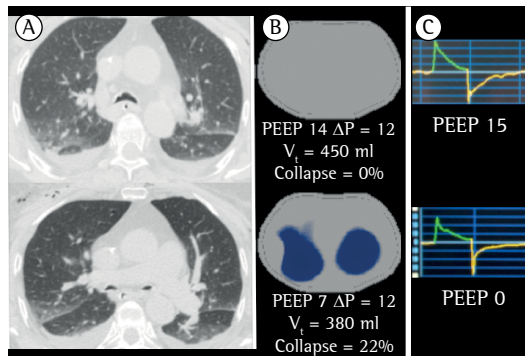 A
B
C
PEEP 14 ΔP = 12
Vt = 450 ml
Collapse = 0%
PEEP 15
PEEP 7 ΔP = 12
Vt = 380 ml
Collapse = 22%
PEEP 0